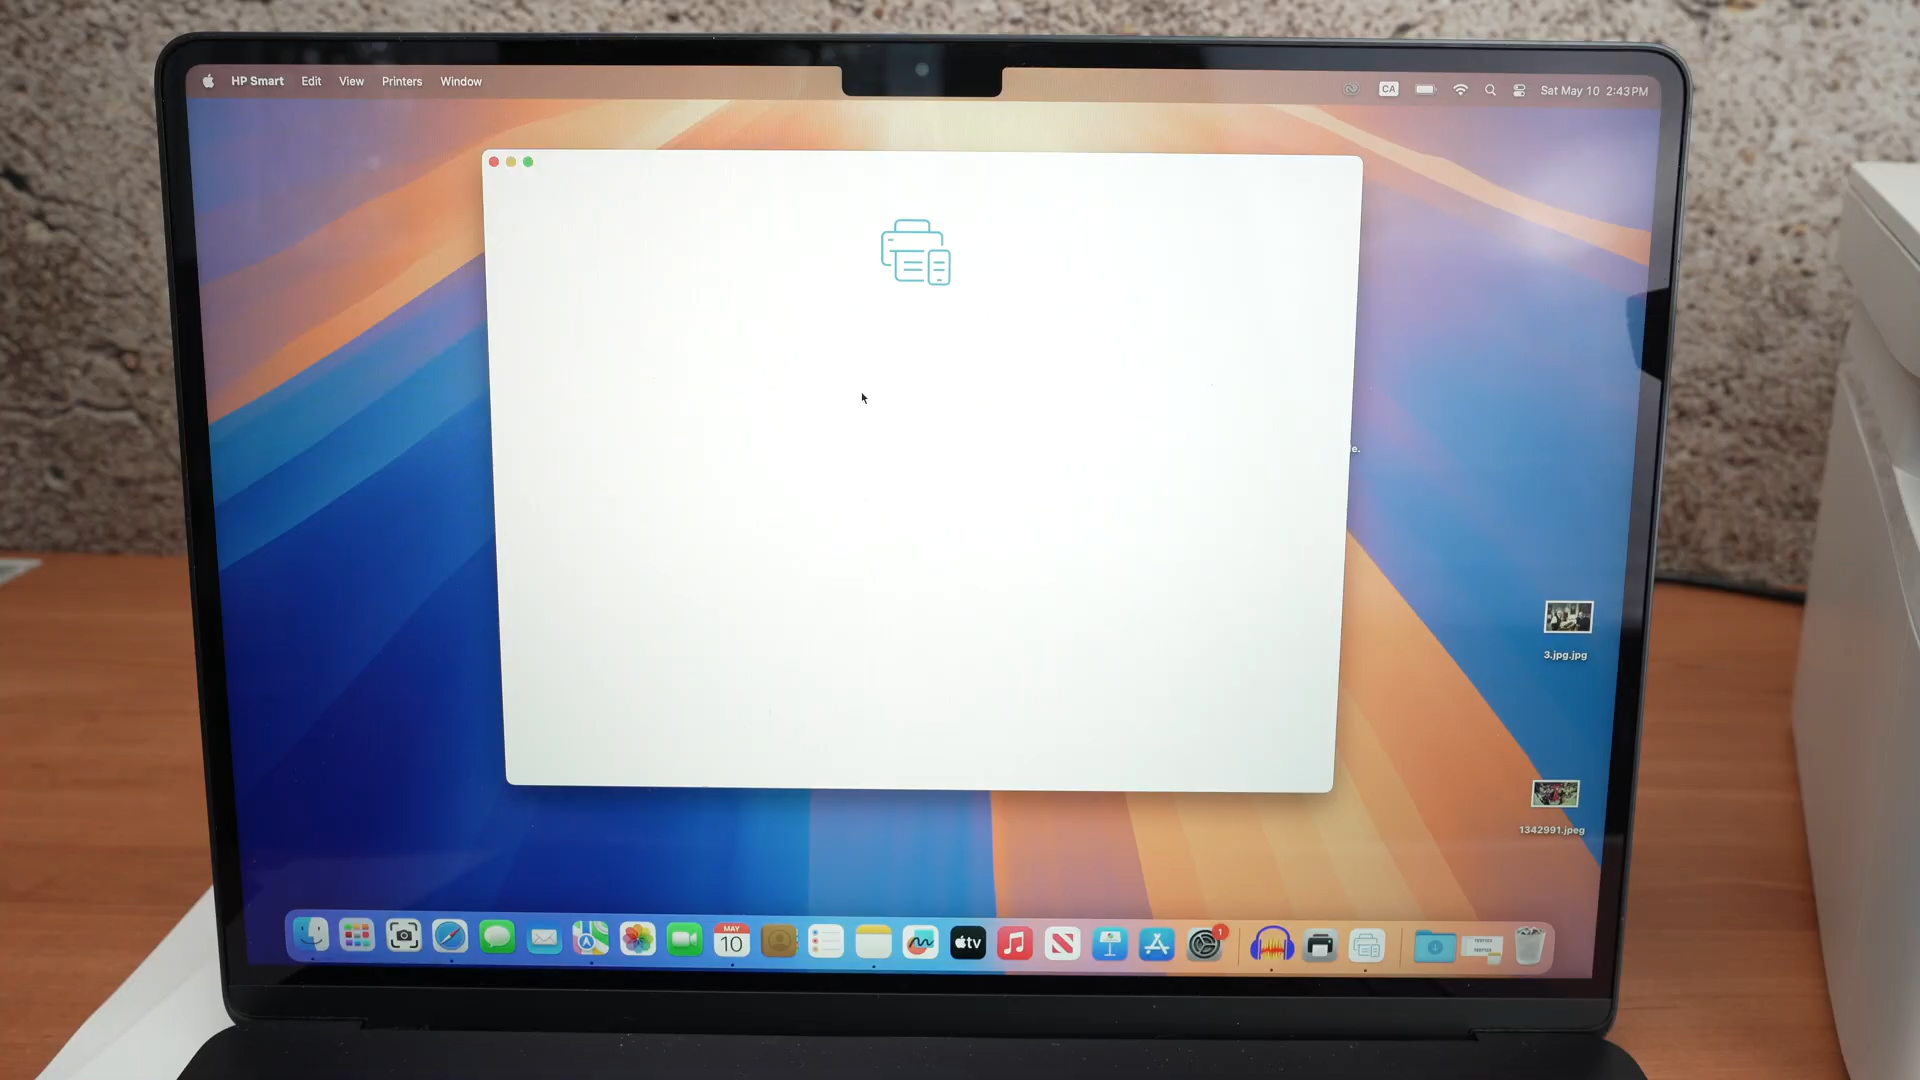 HP Smart Edit View Printers Window
CA Sat May 10 2:43 PM
e.
3.jpg.jpg
1342991.jpeg
MAY
10
tv
1